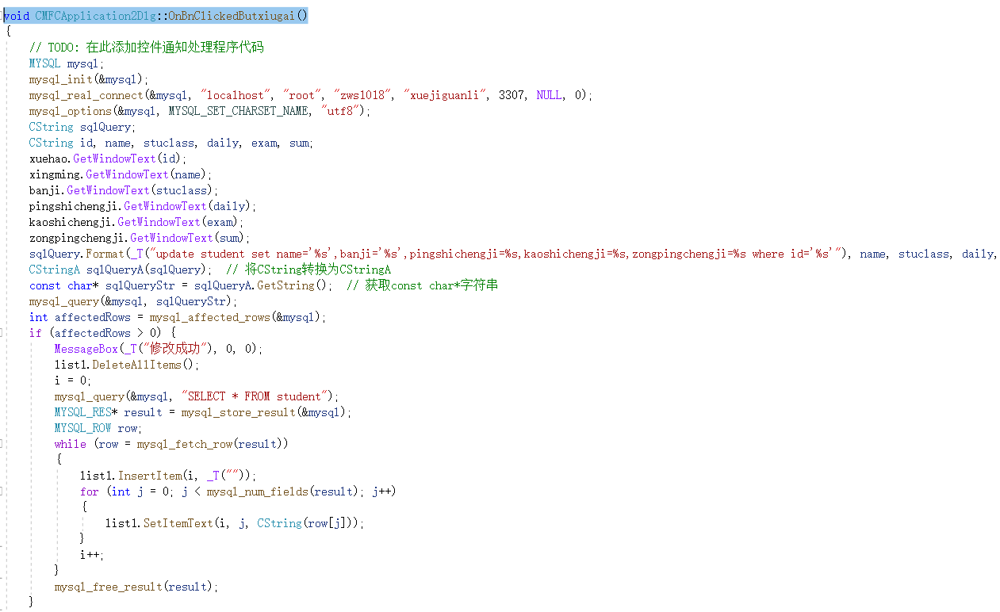 void CMFCApplication2Dlg::OnBnClickedButxiugai()
{
    // TODO: 在此添加控件通知处理程序代码
    MYSQL mysql;
    mysql_init(&mysql);
    mysql_real_connect(&mysql, "localhost", "root", "zws1018", "xuejiguanli", 3307, NULL, 0);
    mysql_options(&mysql, MYSQL_SET_CHARSET_NAME, "utf8");
    CString sqlQuery;
    CString id, name, stuclass, daily, exam, sum;
    xuehao.GetWindowText(id);
    xingming.GetWindowText(name);
    banji.GetWindowText(stuclass);
    pingshichengji.GetWindowText(daily);
    kaoshichengji.GetWindowText(exam);
    zongpingchengji.GetWindowText(sum);
    sqlQuery.Format(_T("update student set name='%s',banji='%s',pingshichengji=%s,kaoshichengji=%s,zongpingchengji=%s where id='%s'"), name, stuclass, daily,
    CStringA sqlQueryA(sqlQuery);  // 将CString转换为CStringA
    const char* sqlQueryStr = sqlQueryA.GetString();  // 获取const char*字符串
    mysql_query(&mysql, sqlQueryStr);
    int affectedRows = mysql_affected_rows(&mysql);
    if (affectedRows > 0) {
        MessageBox(_T("修改成功"), 0, 0);
        list1.DeleteAllItems();
        i = 0;
        mysql_query(&mysql, "SELECT * FROM student");
        MYSQL_RES* result = mysql_store_result(&mysql);
        MYSQL_ROW row;
        while (row = mysql_fetch_row(result))
        {
            list1.InsertItem(i, _T(""));
            for (int j = 0; j < mysql_num_fields(result); j++)
            {
                list1.SetItemText(i, j, CString(row[j]));
            }
            i++;
        }
        mysql_free_result(result);
    }